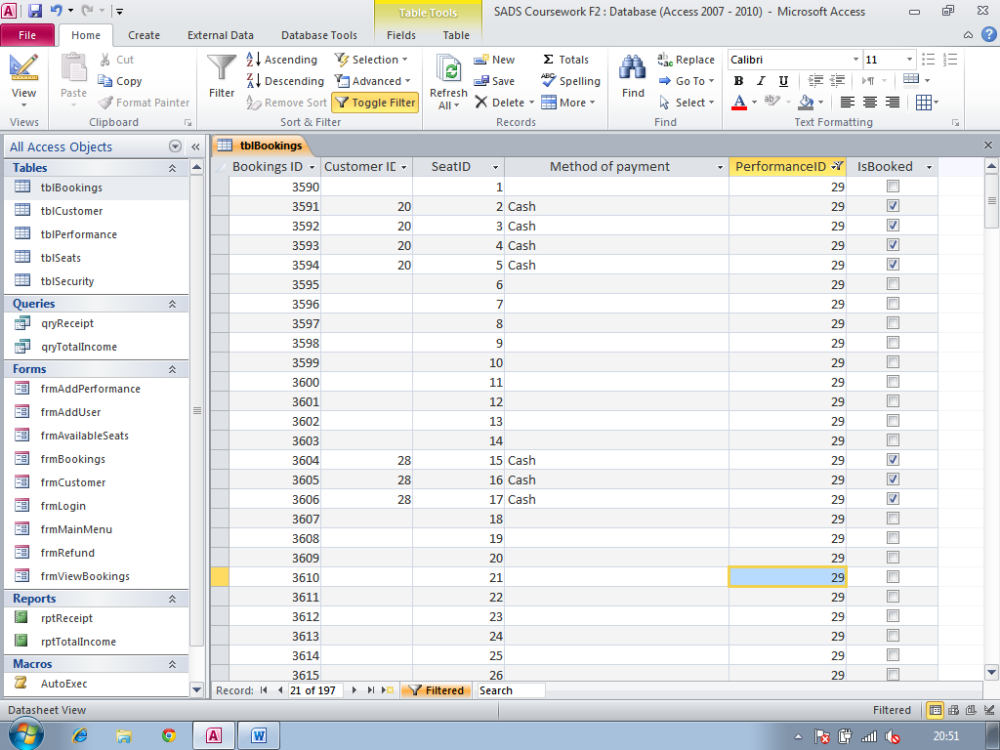 Table Tools
SADS Coursework F2 : Database (Access 2007 - 2010) - Microsoft Access
File Home Create External Data Database Tools Fields Table
View
Views
Paste
Cut
Copy
Format Painter
Clipboard
Filter
Ascending
Descending
Remove Sort
Selection
Advanced
Toggle Filter
Sort & Filter
Refresh All
New
Save
Delete
Totals
Spelling
More
Records
Find
Replace
Go To
Select
Find
Calibri 11
B I U
A ab
Text Formatting
All Access Objects
Tables
tblBookings
tblCustomer
tblPerformance
tblSeats
tblSecurity
Queries
qryReceipt
qryTotalIncome
Forms
frmAddPerformance
frmAddUser
frmAvailableSeats
frmBookings
frmCustomer
frmLogin
frmMainMenu
frmRefund
frmViewBookings
Reports
rptReceipt
rptTotalIncome
Macros
AutoExec
tblBookings
Bookings ID Customer IC SeatID Method of payment PerformanceID IsBooked
3590 1 29
3591 20 2 Cash 29
3592 20 3 Cash 29
3593 20 4 Cash 29
3594 20 5 Cash 29
3595 6 29
3596 7 29
3597 8 29
3598 9 29
3599 10 29
3600 11 29
3601 12 29
3602 13 29
3603 14 29
3604 28 15 Cash 29
3605 28 16 Cash 29
3606 28 17 Cash 29
3607 18 29
3608 19 29
3609 20 29
3610 21 29
3611 22 29
3612 23 29
3613 24 29
3614 25 29
3615 26 29
Record: 21 of 197 Filtered Search
Datasheet View Filtered
20:51